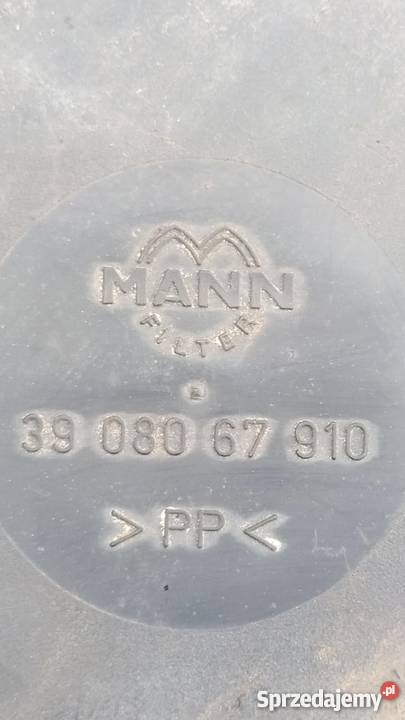 MANN
FILTER
39 080 67 910
> PP <
Sprzedajemy.pl